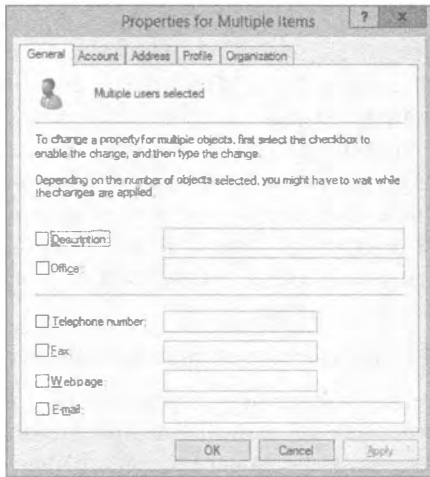 Properties for Multiple Items
? x
General Account Address Profile Organization
Multiple users selected
To change a property for multiple objects, first select the checkbox to
enable the change, and then type the change.
Depending on the number of objects selected, you might have to wait while
the changes are applied.
Description:
Office:
Telephone number:
Fax:
Web page:
E-mail:
OK Cancel Apply